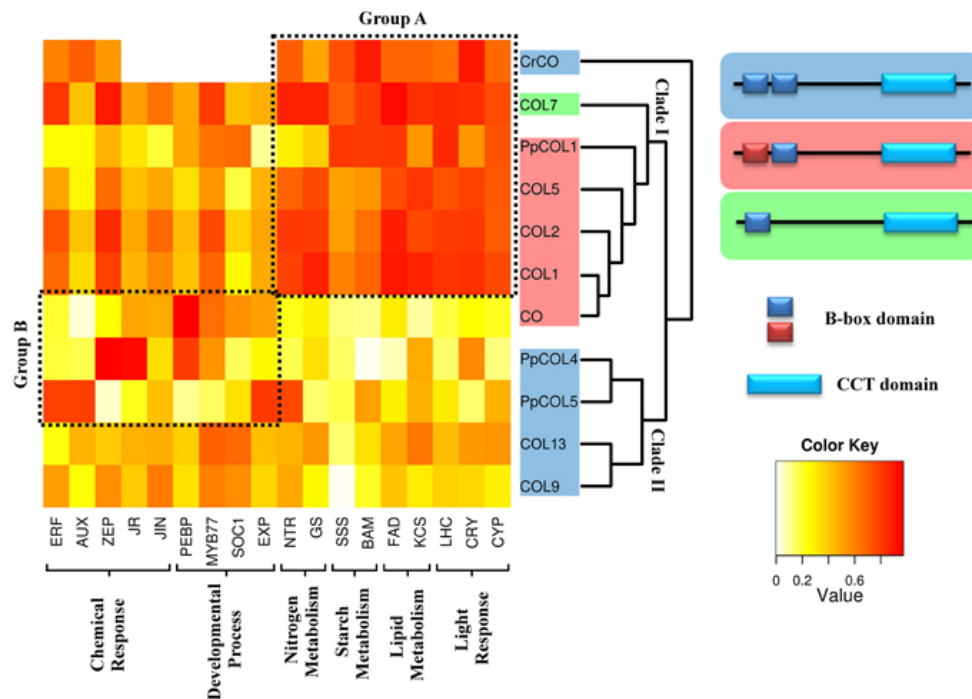 Group A
CrCO
COL7
PpCOL1
COL5
COL2
COL1
CO
PpCOL4
PpCOL5
COL13
COL9
Clade I
Clade II
Group B
ERF
AUX
ZEP
JR
JIN
PEBP
MYB77
SOC1
EXP
NTR
GS
SSS
BAM
FAD
KCS
LHC
CRY
CYP
Chemical
Response
Developmental
Process
Nitrogen
Metabolism
Starch
Metabolism
Lipid
Metabolism
Light
Response
B-box domain
CCT domain
Color Key
0 0.2 0.6
Value